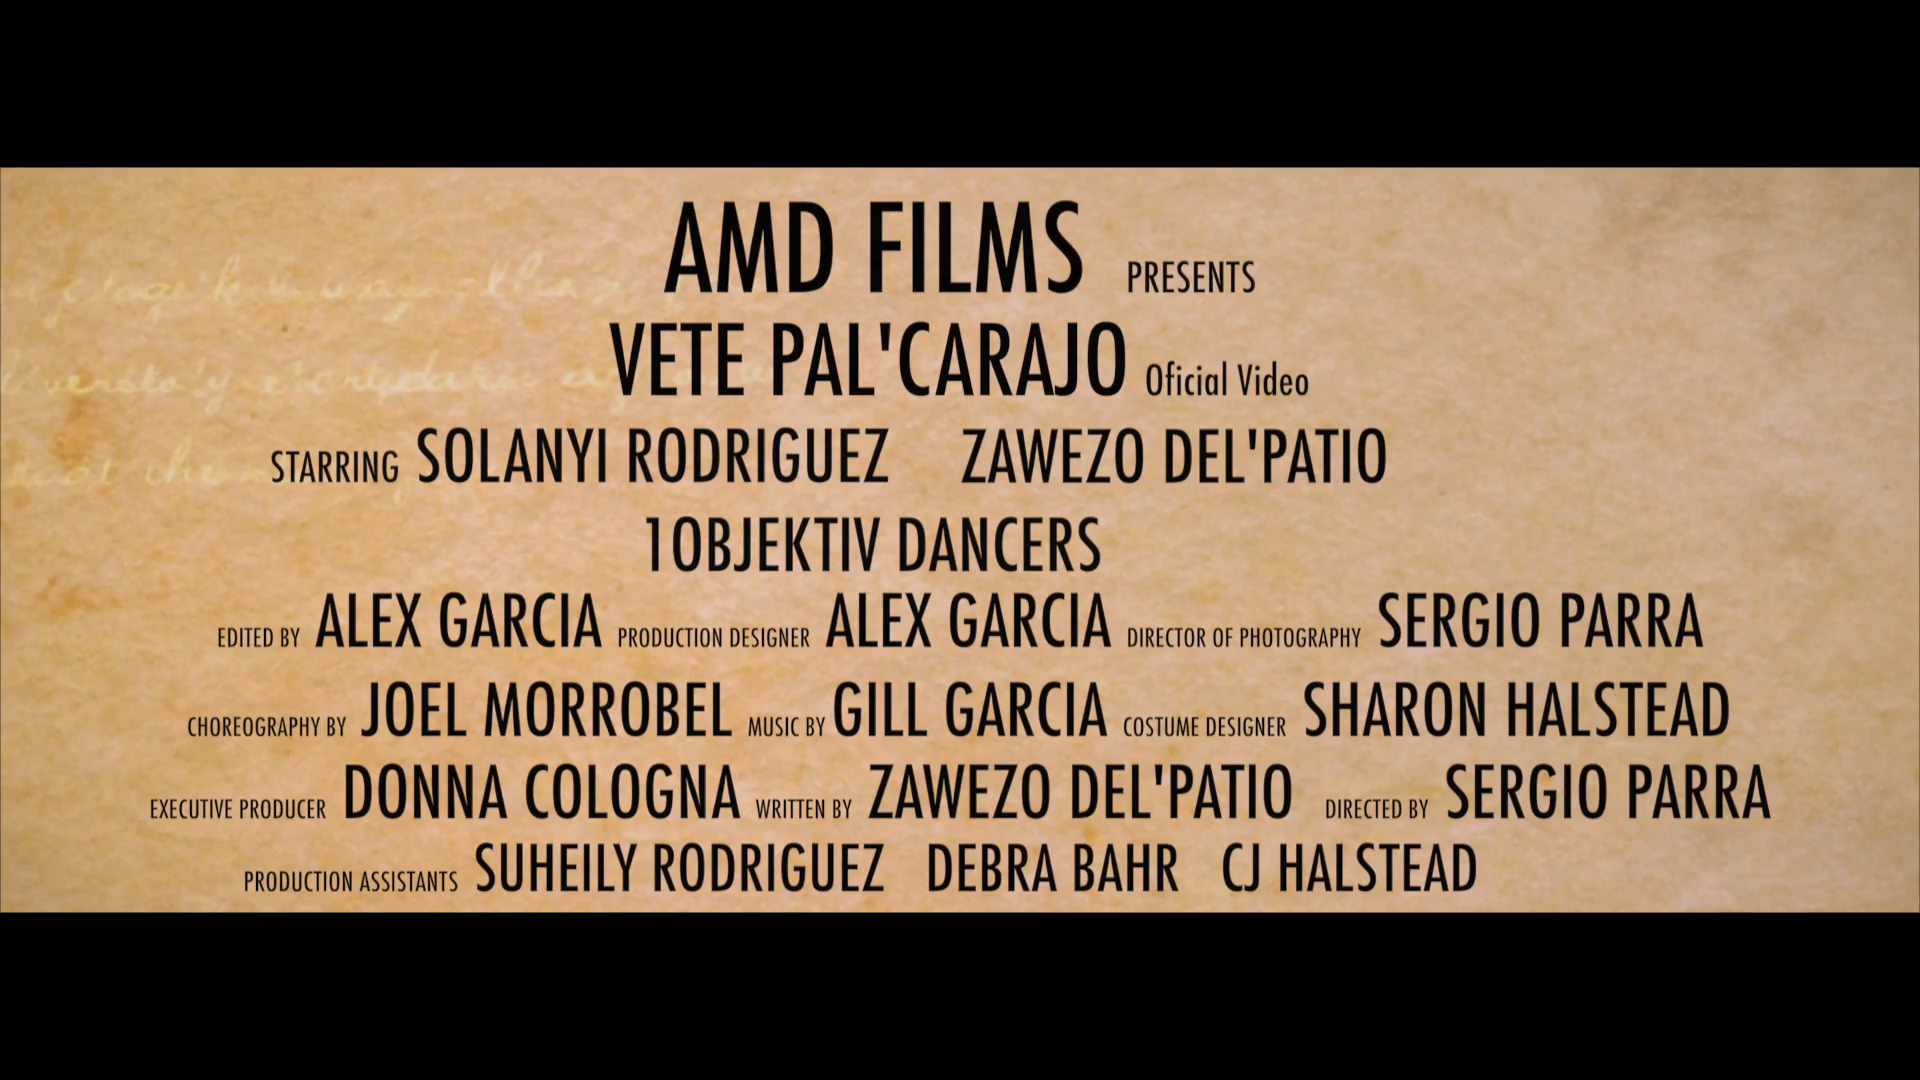 AMD FILMS PRESENTS
VETE PAL'CARAJO Oficial Video
STARRING SOLANYI RODRIGUEZ ZAWEZO DEL'PATIO
1OBJEKTIV DANCERS
EDITED BY ALEX GARCIA PRODUCTION DESIGNER ALEX GARCIA DIRECTOR OF PHOTOGRAPHY SERGIO PARRA
CHOREOGRAPHY BY JOEL MORROBEL MUSIC BY GILL GARCIA COSTUME DESIGNER SHARON HALSTEAD
EXECUTIVE PRODUCER DONNA COLOGNA WRITTEN BY ZAWEZO DEL'PATIO DIRECTED BY SERGIO PARRA
PRODUCTION ASSISTANTS SUHEILY RODRIGUEZ DEBRA BAHR CJ HALSTEAD